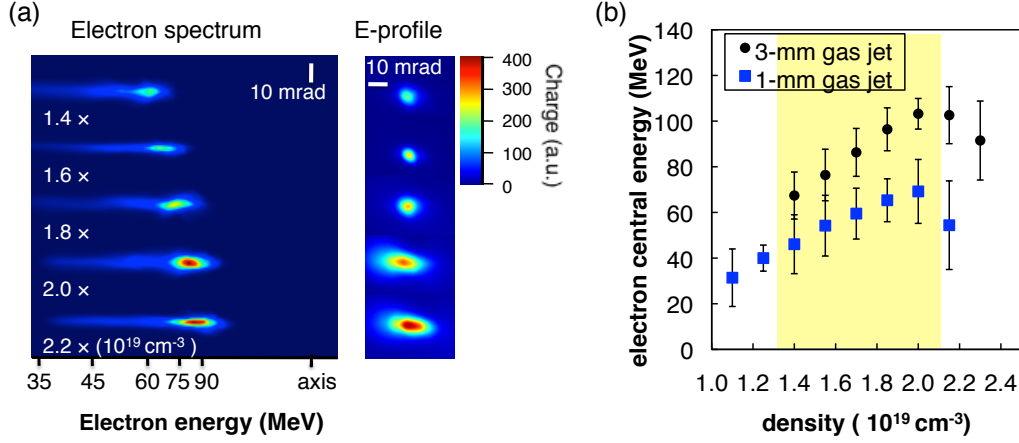 (a)
Electron spectrum
E-profile
10 mrad
1.4 ×
1.6 ×
1.8 ×
2.0 ×
2.2 × (10¹⁹ cm⁻³)
35 45 60 75 90 axis
Electron energy (MeV)
10 mrad
400
300
200
100
0
Charge (a.u.)
(b)
140
120
100
80
60
40
20
0
electron central energy (MeV)
3-mm gas jet
1-mm gas jet
1.0 1.2 1.4 1.6 1.8 2.0 2.2 2.4
density ( 10¹⁹ cm⁻³)